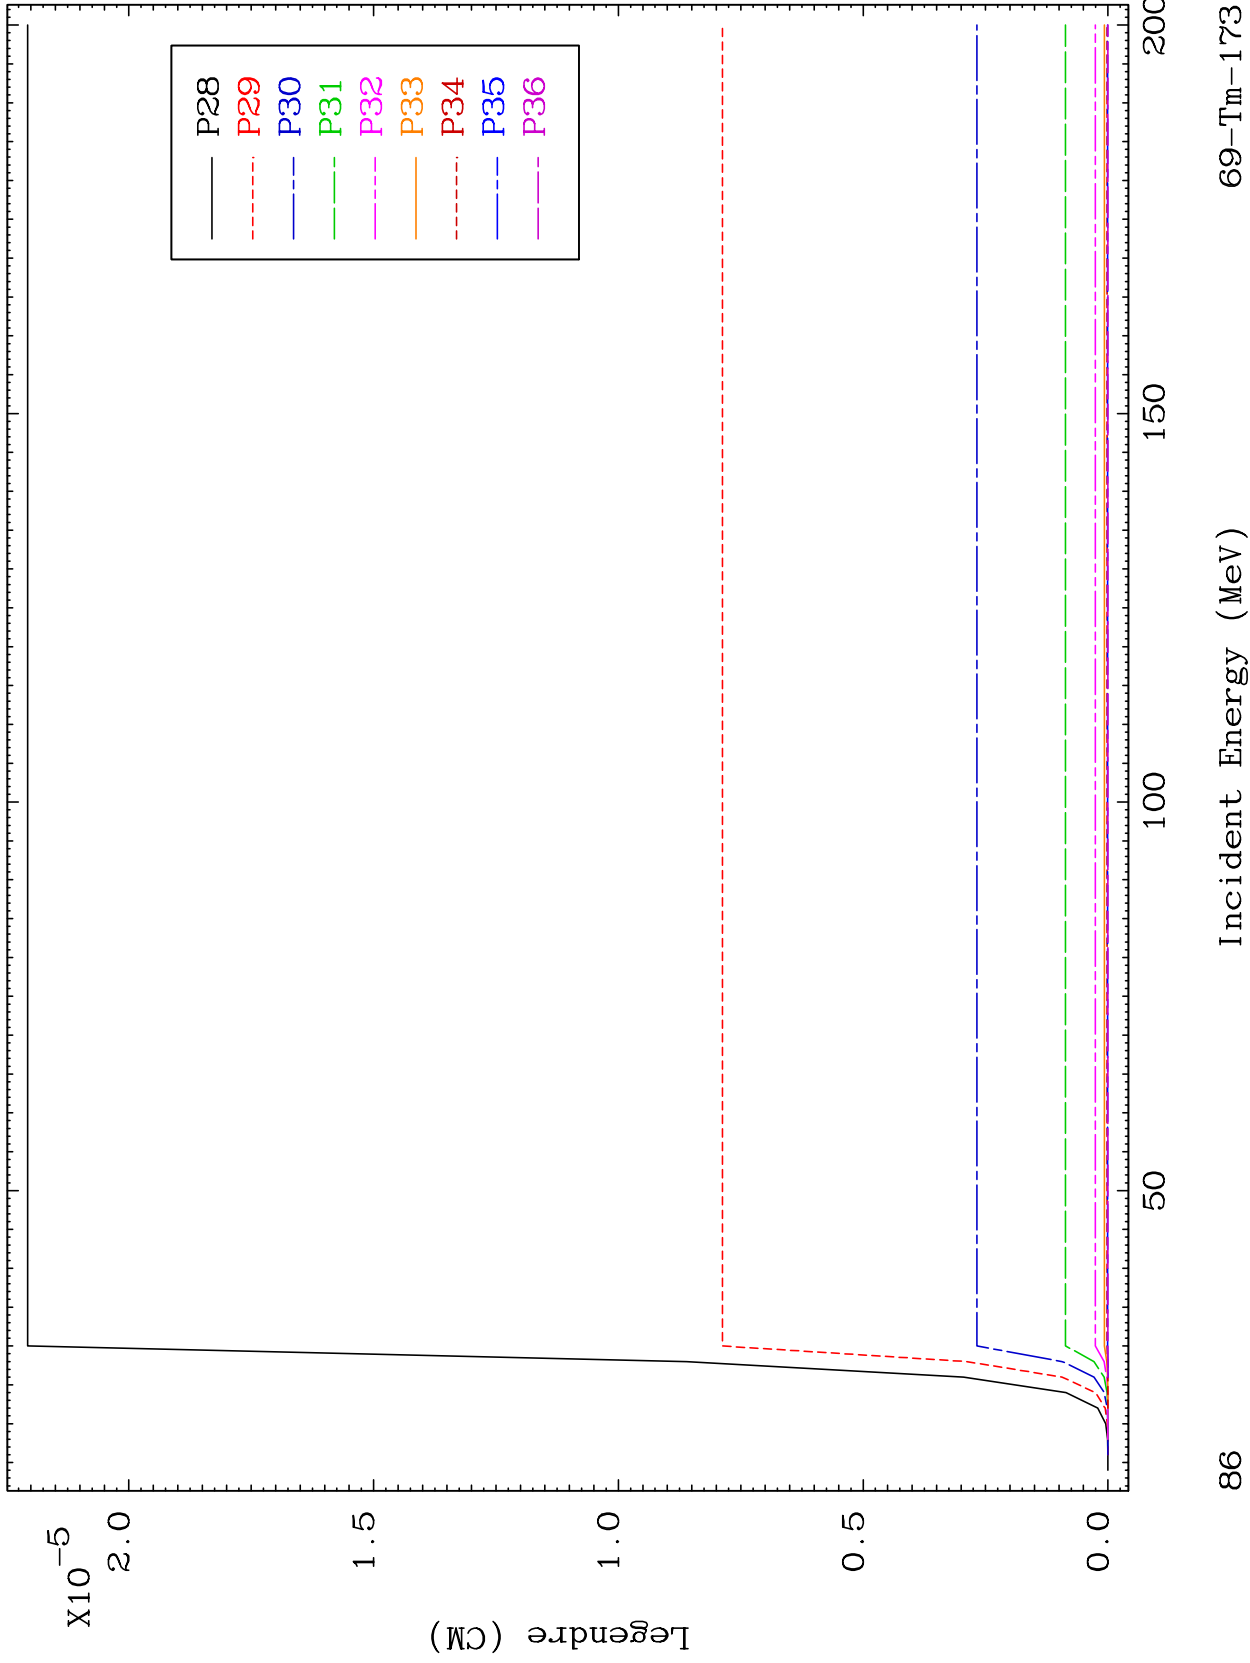 X10-5
2.0
1.5
1.0
0.5
0.0
Legendre (CM)
P28
P29
P30
P31
P32
P33
P34
P35
P36
50
100
150
200
Incident Energy (MeV)
86
69-Tm-173